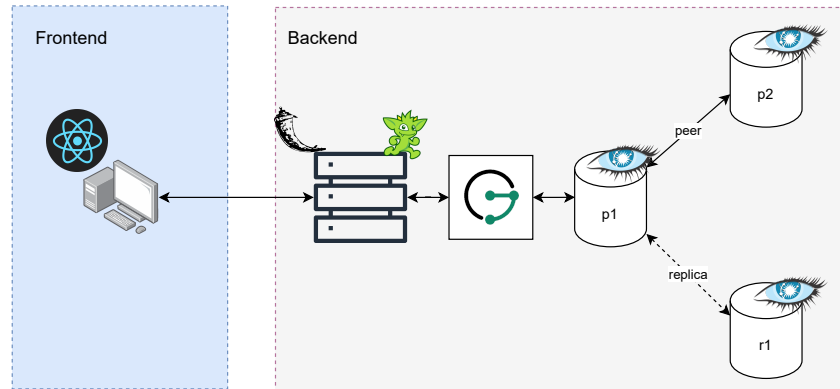 Frontend
Backend
p2
peer
p1
replica
r1